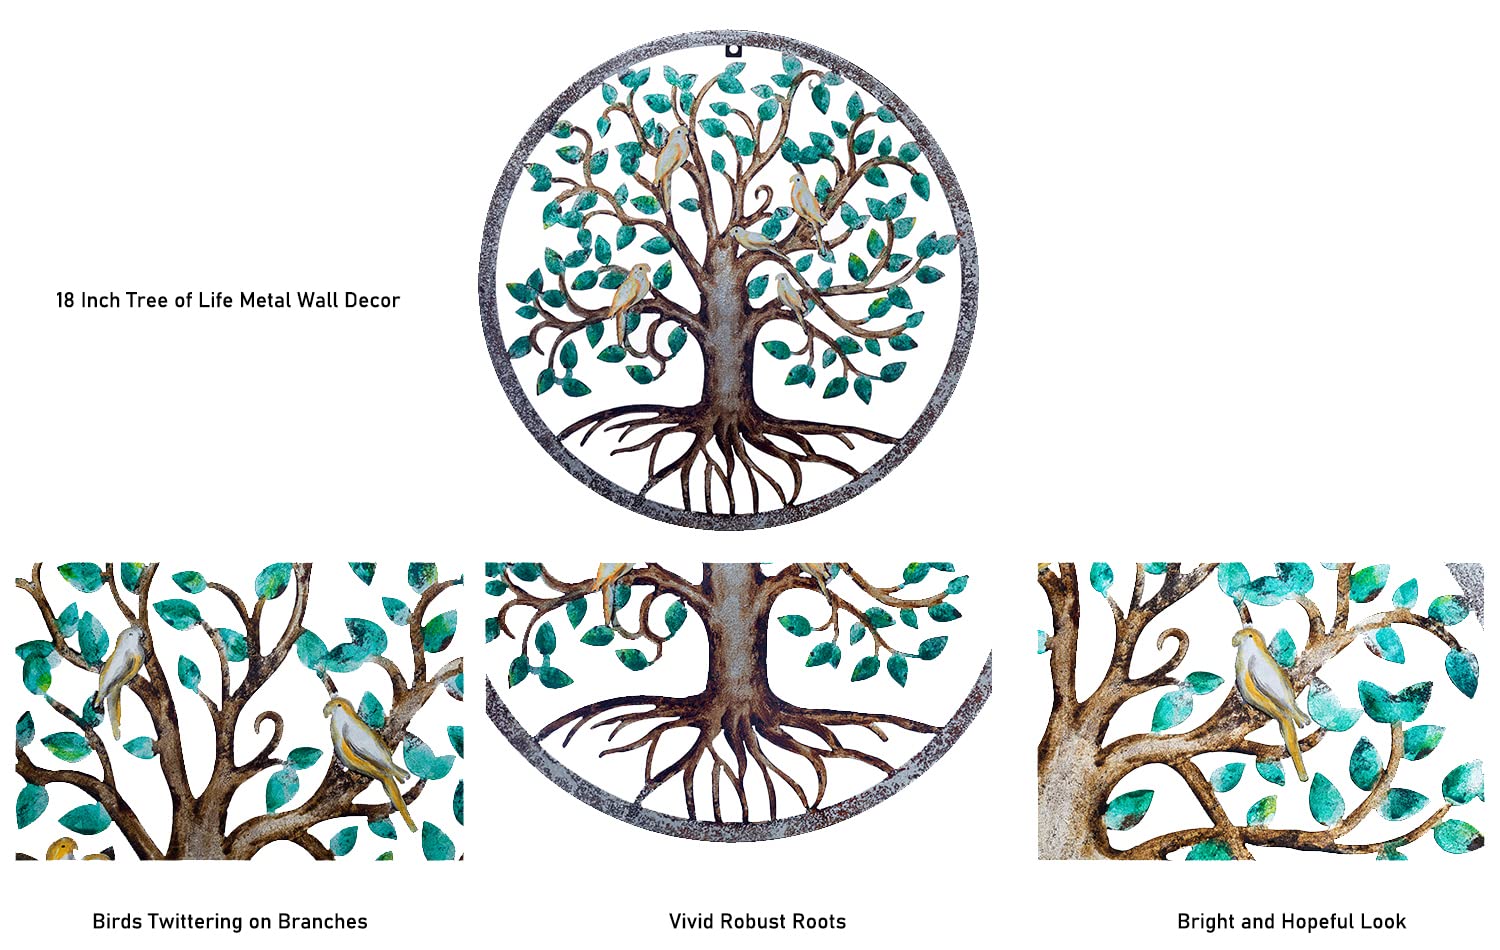 18 Inch Tree of Life Metal Wall Decor
Birds Twittering on Branches
Vivid Robust Roots
Bright and Hopeful Look